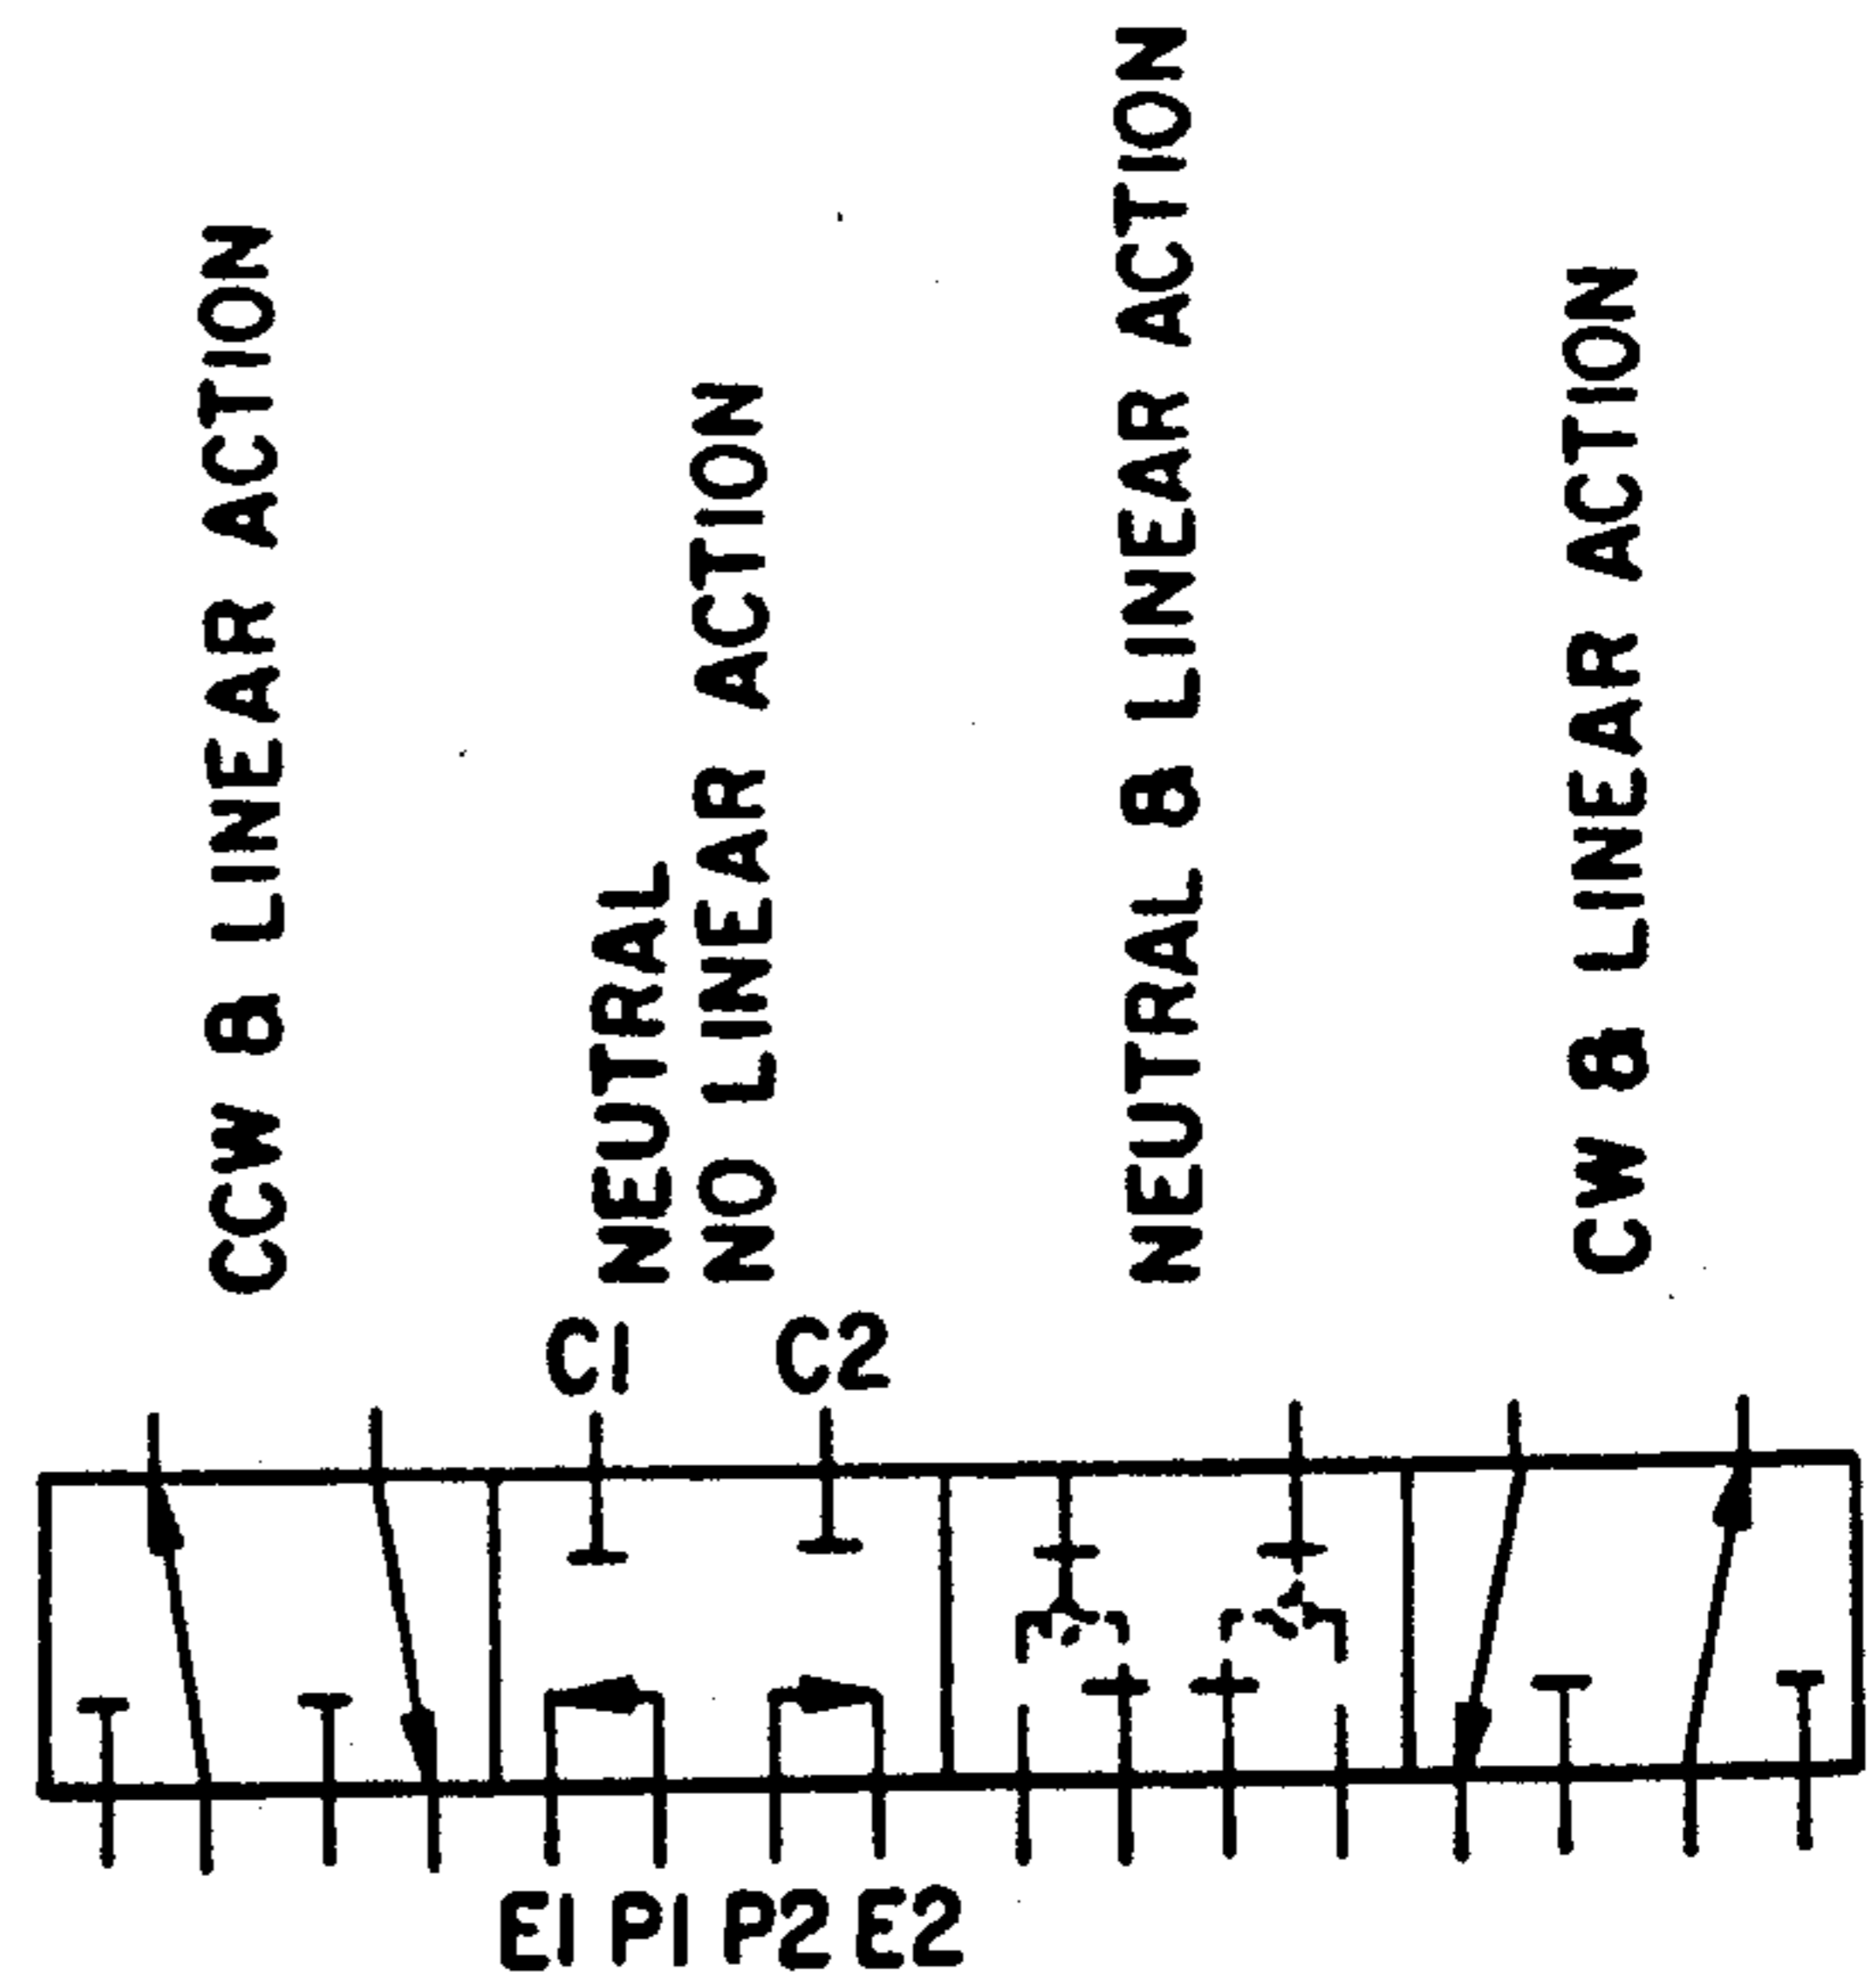 CCW & LINEAR ACTION
NEUTRAL
NO LINEAR ACTION
NEUTRAL & LINEAR ACTION
CW & LINEAR ACTION
C1 C2
E1 P1 P2 E2